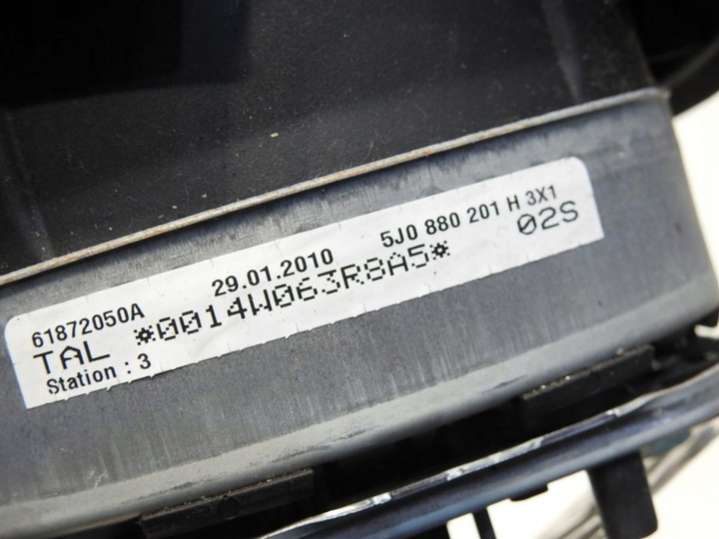 61872050A 29.01.2010 5J0 880 201 H 3X1
TAL *0014W063R8A5* 02S
Station : 3